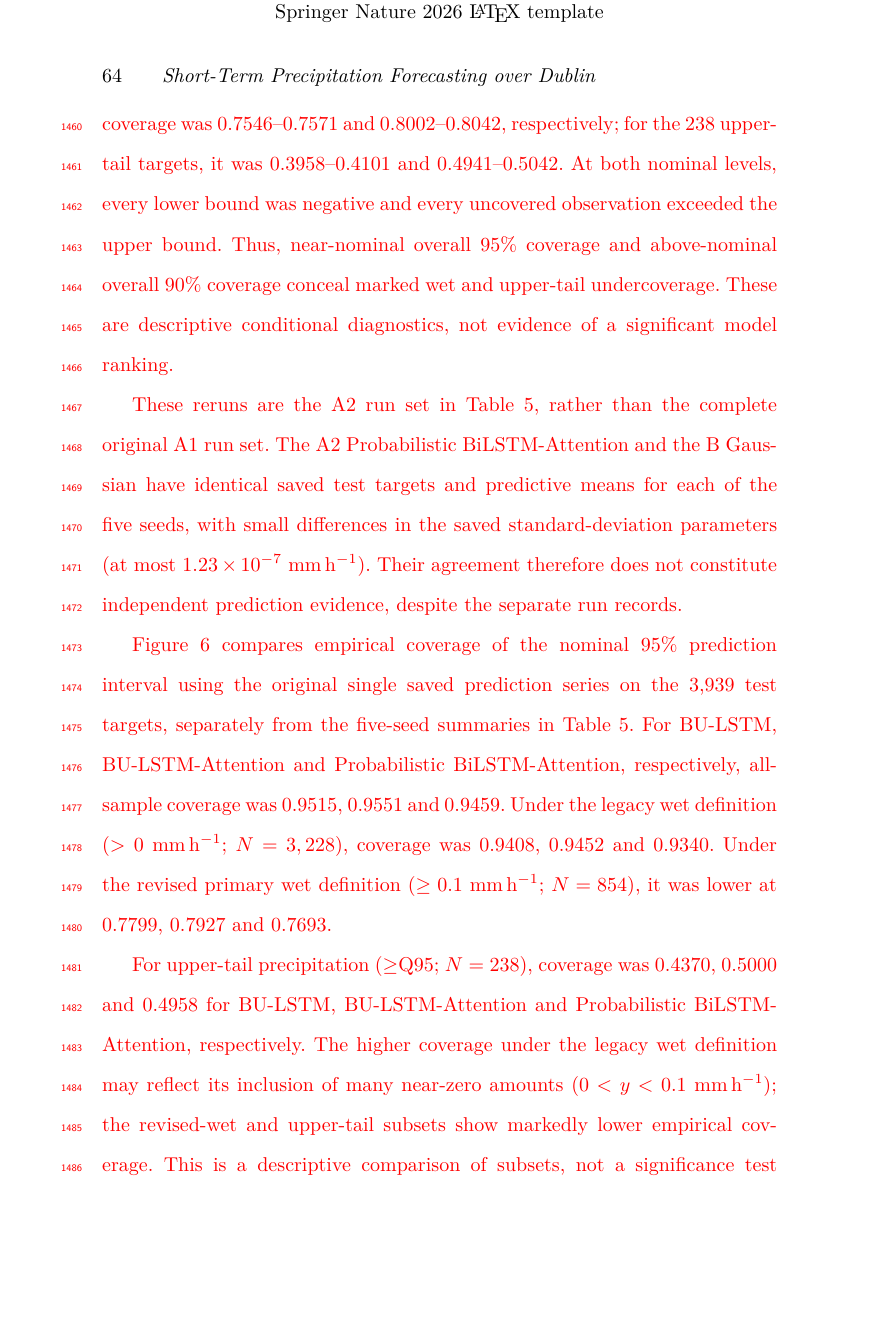 Springer Nature 2026 LATEX template
64 Short-Term Precipitation Forecasting over Dublin
1460 coverage was 0.7546–0.7571 and 0.8002–0.8042, respectively; for the 238 upper-
1461 tail targets, it was 0.3958–0.4101 and 0.4941–0.5042. At both nominal levels,
1462 every lower bound was negative and every uncovered observation exceeded the
1463 upper bound. Thus, near-nominal overall 95% coverage and above-nominal
1464 overall 90% coverage conceal marked wet and upper-tail undercoverage. These
1465 are descriptive conditional diagnostics, not evidence of a significant model
1466 ranking.
1467 These reruns are the A2 run set in Table 5, rather than the complete
1468 original A1 run set. The A2 Probabilistic BiLSTM-Attention and the B Gaus-
1469 sian have identical saved test targets and predictive means for each of the
1470 five seeds, with small differences in the saved standard-deviation parameters
1471 (at most 1.23 × 10⁻⁷ mm h⁻¹). Their agreement therefore does not constitute
1472 independent prediction evidence, despite the separate run records.
1473 Figure 6 compares empirical coverage of the nominal 95% prediction
1474 interval using the original single saved prediction series on the 3,939 test
1475 targets, separately from the five-seed summaries in Table 5. For BU-LSTM,
1476 BU-LSTM-Attention and Probabilistic BiLSTM-Attention, respectively, all-
1477 sample coverage was 0.9515, 0.9551 and 0.9459. Under the legacy wet definition
1478 (> 0 mm h⁻¹; N = 3, 228), coverage was 0.9408, 0.9452 and 0.9340. Under
1479 the revised primary wet definition (≥ 0.1 mm h⁻¹; N = 854), it was lower at
1480 0.7799, 0.7927 and 0.7693.
1481 For upper-tail precipitation (≥Q95; N = 238), coverage was 0.4370, 0.5000
1482 and 0.4958 for BU-LSTM, BU-LSTM-Attention and Probabilistic BiLSTM-
1483 Attention, respectively. The higher coverage under the legacy wet definition
1484 may reflect its inclusion of many near-zero amounts (0 < y < 0.1 mm h⁻¹);
1485 the revised-wet and upper-tail subsets show markedly lower empirical cov-
1486 erage. This is a descriptive comparison of subsets, not a significance test